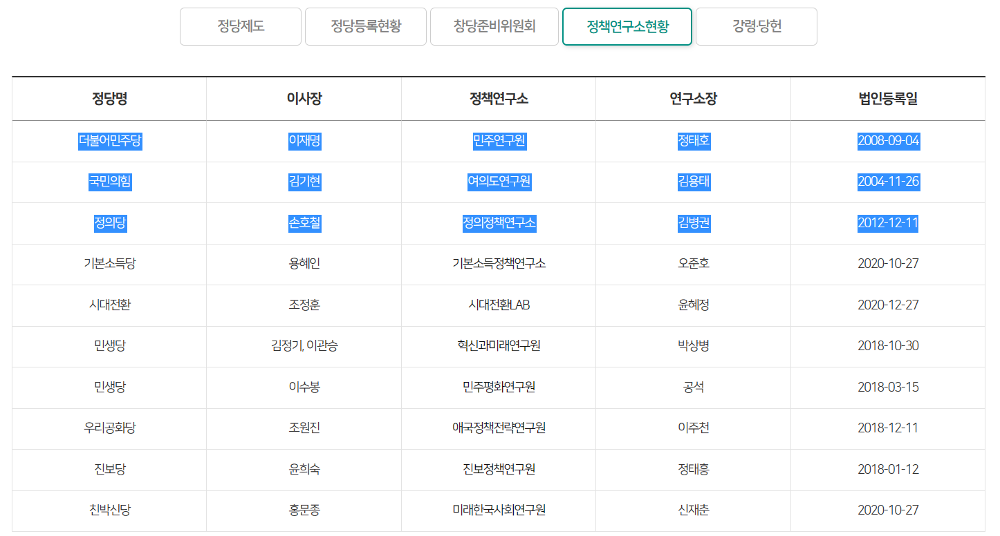 정당제도 정당등록현황 창당준비위원회 정책연구소현황 강령·당헌
정당명 이사장 정책연구소 연구소장 법인등록일
더불어민주당 이재명 민주연구원 정태호 2008-09-04
국민의힘 김기현 여의도연구원 김용태 2004-11-26
정의당 손호철 정의정책연구소 김병권 2012-12-11
기본소득당 용혜인 기본소득정책연구소 오준호 2020-10-27
시대전환 조정훈 시대전환LAB 윤혜정 2020-12-27
민생당 김정기, 이관승 혁신과미래연구원 박상병 2018-10-30
민생당 이수봉 민주평화연구원 공석 2018-03-15
우리공화당 조원진 애국정책전략연구원 이주천 2018-12-11
진보당 윤희숙 진보정책연구원 정태흥 2018-01-12
친박신당 홍문종 미래한국사회연구원 신재춘 2020-10-27